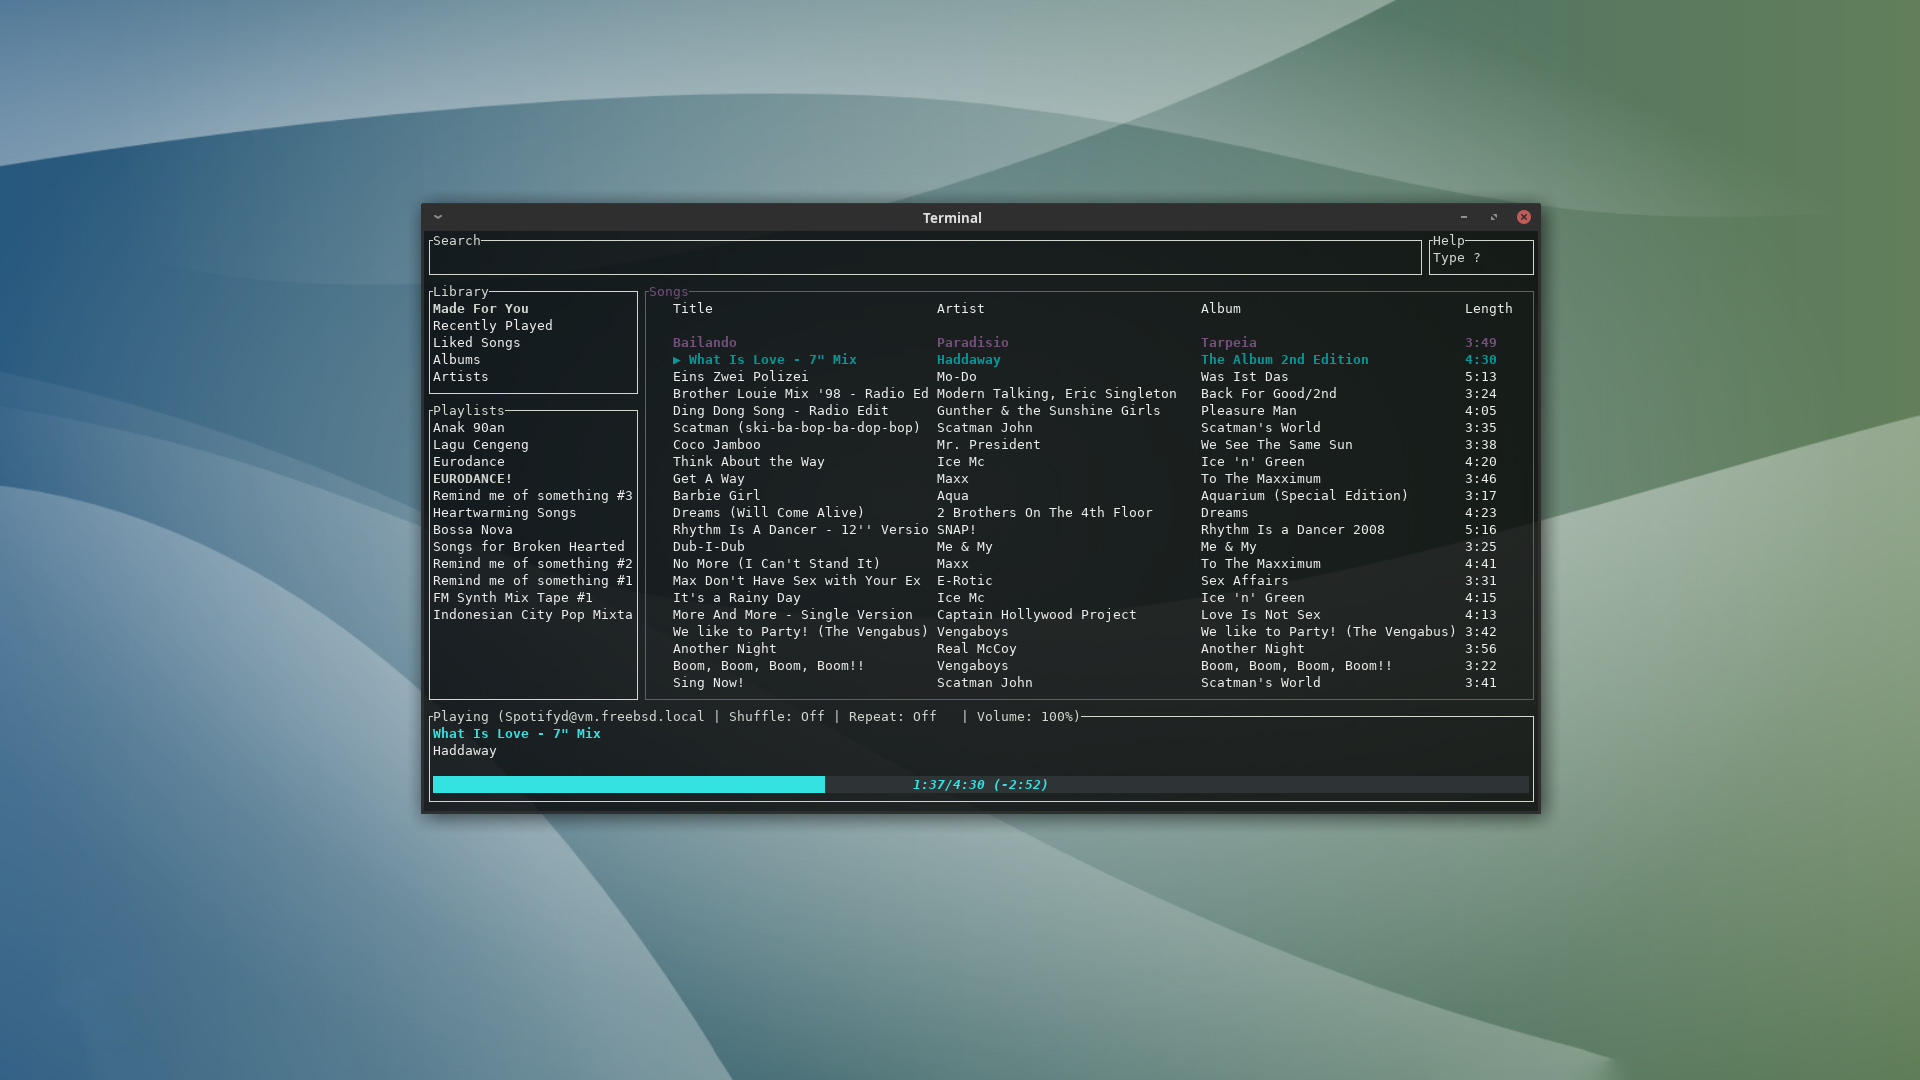 Terminal
Search
Help
Type ?
Library
Made For You
Recently Played
Liked Songs
Albums
Artists
Playlists
Anak 90an
Lagu Cengeng
Eurodance
EURODANCE!
Remind me of something #3
Heartwarming Songs
Bossa Nova
Songs for Broken Hearted
Remind me of something #2
Remind me of something #1
FM Synth Mix Tape #1
Indonesian City Pop Mixta
Songs
Title Artist Album Length
Bailando Paradisio Tarpeia 3:49
▶ What Is Love - 7" Mix Haddaway The Album 2nd Edition 4:30
Eins Zwei Polizei Mo-Do Was Ist Das 5:13
Brother Louie Mix '98 - Radio Ed Modern Talking, Eric Singleton Back For Good/2nd 3:24
Ding Dong Song - Radio Edit Gunther & the Sunshine Girls Pleasure Man 4:05
Scatman (ski-ba-bop-ba-dop-bop) Scatman John Scatman's World 3:35
Coco Jamboo Mr. President We See The Same Sun 3:38
Think About the Way Ice Mc Ice 'n' Green 4:20
Get A Way Maxx To The Maxximum 3:46
Barbie Girl Aqua Aquarium (Special Edition) 3:17
Dreams (Will Come Alive) 2 Brothers On The 4th Floor Dreams 4:23
Rhythm Is A Dancer - 12'' Versio SNAP! Rhythm Is a Dancer 2008 5:16
Dub-I-Dub Me & My Me & My 3:25
No More (I Can't Stand It) Maxx To The Maxximum 4:41
Max Don't Have Sex with Your Ex E-Rotic Sex Affairs 3:31
It's a Rainy Day Ice Mc Ice 'n' Green 4:15
More And More - Single Version Captain Hollywood Project Love Is Not Sex 4:13
We like to Party! (The Vengabus) Vengaboys We like to Party! (The Vengabus) 3:42
Another Night Real McCoy Another Night 3:56
Boom, Boom, Boom, Boom!! Vengaboys Boom, Boom, Boom, Boom!! 3:22
Sing Now! Scatman John Scatman's World 3:41
Playing (Spotifyd@vm.freebsd.local | Shuffle: Off | Repeat: Off | Volume: 100%)
What Is Love - 7" Mix
Haddaway
1:37/4:30 (-2:52)